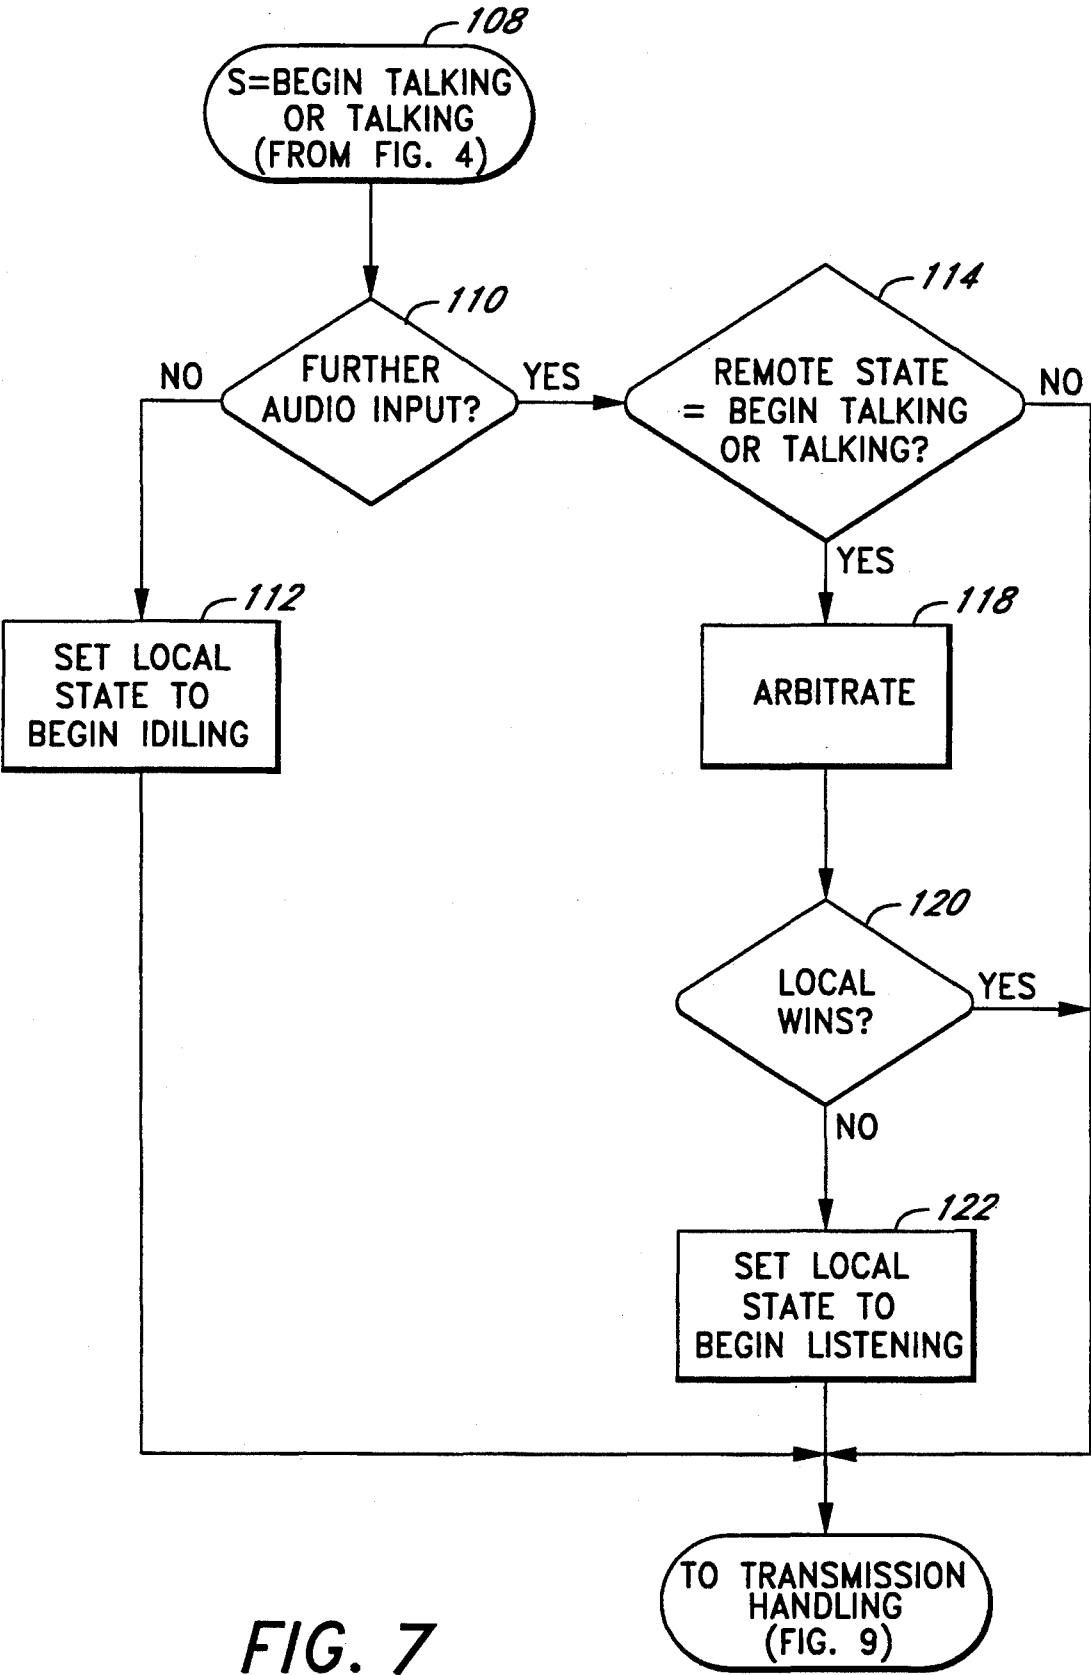 108
S=BEGIN TALKING
OR TALKING
(FROM FIG. 4)
110
FURTHER
AUDIO INPUT?
NO
YES
114
REMOTE STATE
= BEGIN TALKING
OR TALKING?
NO
YES
112
SET LOCAL
STATE TO
BEGIN IDILING
118
ARBITRATE
120
LOCAL
WINS?
YES
NO
122
SET LOCAL
STATE TO
BEGIN LISTENING
TO TRANSMISSION
HANDLING
(FIG. 9)
FIG. 7